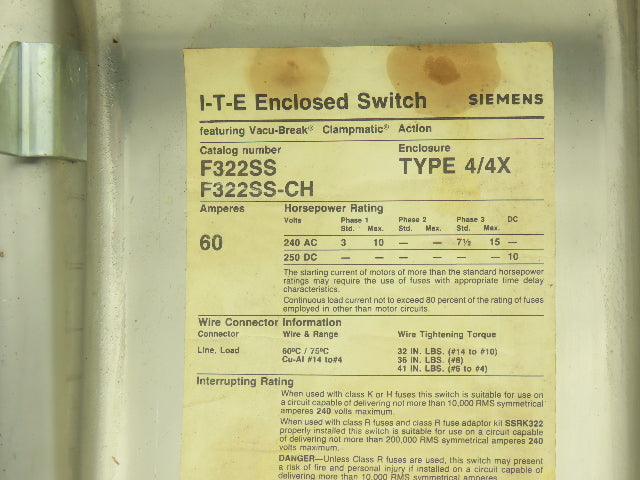 I-T-E Enclosed Switch SIEMENS
featuring Vacu-Break® Clampmatic® Action
Catalog number Enclosure
F322SS TYPE 4/4X
F322SS-CH
Amperes Horsepower Rating
Volts Phase 1 Phase 2 Phase 3 DC
Std. Max. Std. Max. Std. Max.
60 240 AC 3 10 — — 7½ 15 —
250 DC — — — — — — 10
The starting current of motors of more than the standard horsepower
ratings may require the use of fuses with appropriate time delay
characteristics.
Continuous load current not to exceed 80 percent of the rating of fuses
employed in other than motor circuits.
Wire Connector Information
Connector Wire & Range Wire Tightening Torque
Line, Load 60ºC / 75ºC 32 IN. LBS. (#14 to #10)
Cu-Al #14 to#4 36 IN. LBS. (#8)
41 IN. LBS. (#6 to #4)
Interrupting Rating
When used with class K or H fuses this switch is suitable for use on
a circuit capable of delivering not more than 10,000 RMS symmetrical
amperes 240 volts maximum.
When used with class R fuses and class R fuse adaptor kit SSRK322
properly installed this switch is suitable for use on a circuit capable
of delivering not more than 200,000 RMS symmetrical amperes 240
volts maximum.
DANGER—Unless Class R fuses are used, this switch may present
a risk of fire and personal injury if installed on a circuit capable of
delivering more than 10,000 RMS symmetrical amperes.